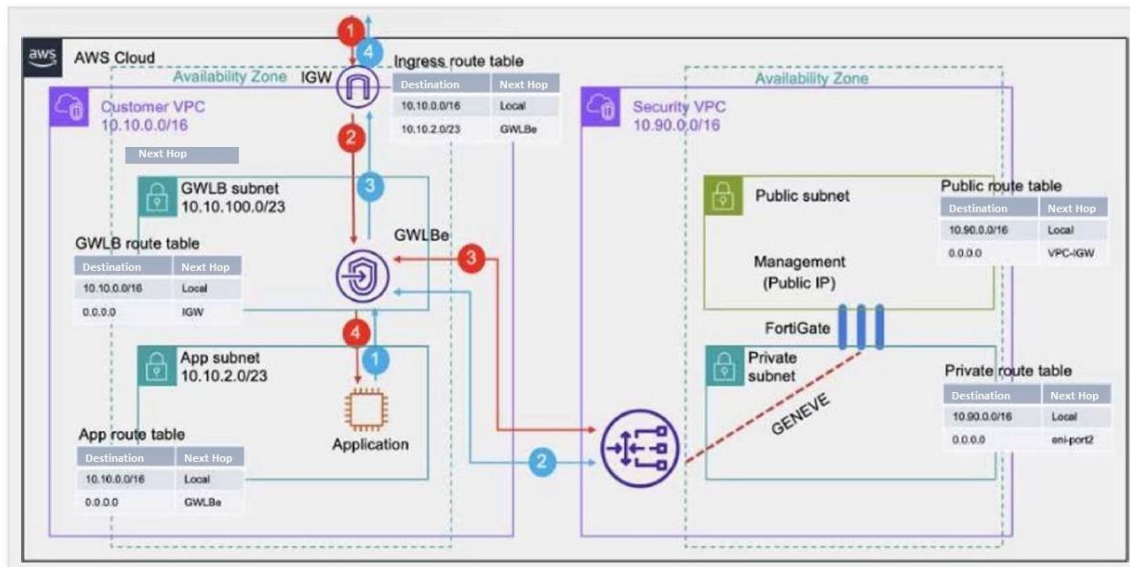 1
4
aws
AWS Cloud
Availability Zone
IGW
Ingress route table
Destination Next Hop
10.10.0.0/16 Local
10.10.2.0/23 GWLBe
Customer VPC
10.10.0.0/16
2
Next Hop
3
GWLB subnet
10.10.100.0/23
GWLB route table
Destination Next Hop
10.10.0.0/16 Local
0.0.0.0 IGW
GWLBe
3
4
1
App subnet
10.10.2.0/23
Application
App route table
Destination Next Hop
10.10.0.0/16 Local
0.0.0.0 GWLBe
2
Availability Zone
Security VPC
10.90.0.0/16
Public subnet
Public route table
Destination Next Hop
10.90.0.0/16 Local
0.0.0.0 VPC-IGW
Management
(Public IP)
FortiGate
Private
subnet
GENEVE
Private route table
Destination Next Hop
10.90.0.0/16 Local
0.0.0.0 eni-port2